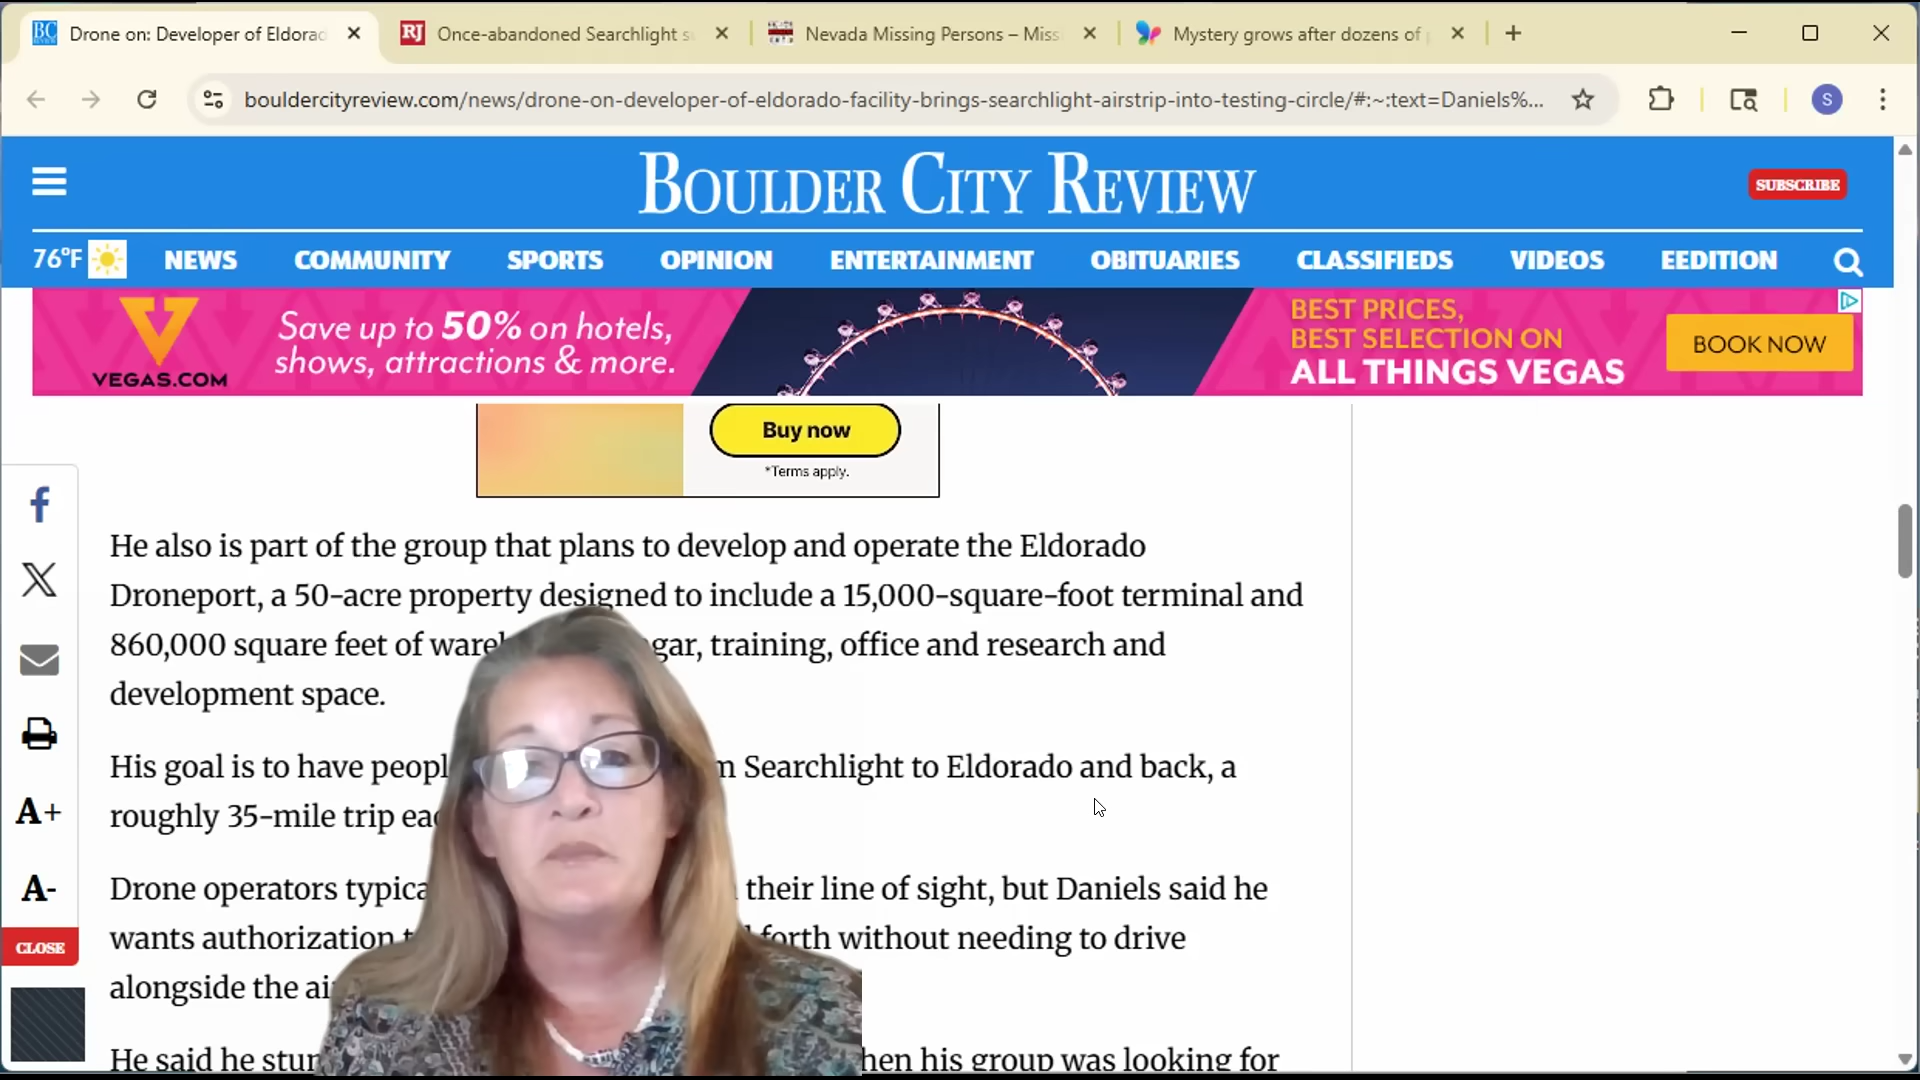 Drone on: Developer of Eldorad
Once-abandoned Searchlight s
Nevada Missing Persons – Miss
Mystery grows after dozens of
bouldercityreview.com/news/drone-on-developer-of-eldorado-facility-brings-searchlight-airstrip-into-testing-circle/#:~:text=Daniels%...
S
BOULDER CITY REVIEW
SUBSCRIBE
76°F
NEWS
COMMUNITY
SPORTS
OPINION
ENTERTAINMENT
OBITUARIES
CLASSIFIEDS
VIDEOS
EEDITION
VEGAS.COM
Save up to 50% on hotels,
shows, attractions & more.
BEST PRICES,
BEST SELECTION ON
ALL THINGS VEGAS
BOOK NOW
Buy now
*Terms apply.
He also is part of the group that plans to develop and operate the Eldorado
Droneport, a 50-acre property designed to include a 15,000-square-foot terminal and
860,000 square feet of ware gar, training, office and research and
development space.
His goal is to have peopl m Searchlight to Eldorado and back, a
roughly 35-mile trip ea
Drone operators typica their line of sight, but Daniels said he
wants authorization forth without needing to drive
alongside the ai
He said he stu hen his group was looking for
A+
A-
CLOSE